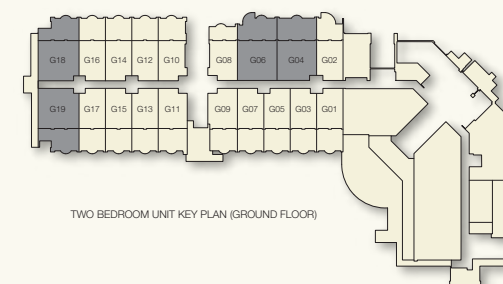 G18 G16 G14 G12 G10 G08 G06 G04 G02
G19 G17 G15 G13 G11 G09 G07 G05 G03 G01
TWO BEDROOM UNIT KEY PLAN (GROUND FLOOR)